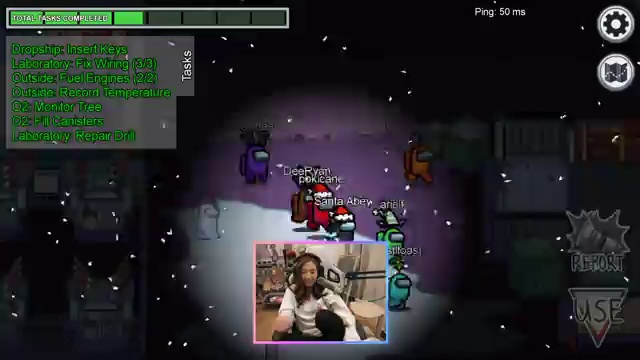 TOTAL TASKS COMPLETED
Ping: 50 ms
Dropship: Insert Keys
Laboratory: Fix Wiring (3/3)
Outside: Fuel Engines (2/2)
Outside: Record Temperature
O2: Monitor Tree
O2: Fill Canisters
Laboratory: Repair Drill
Tasks
DeeRyan
pokicane
Santa Abey
REPORT
USE